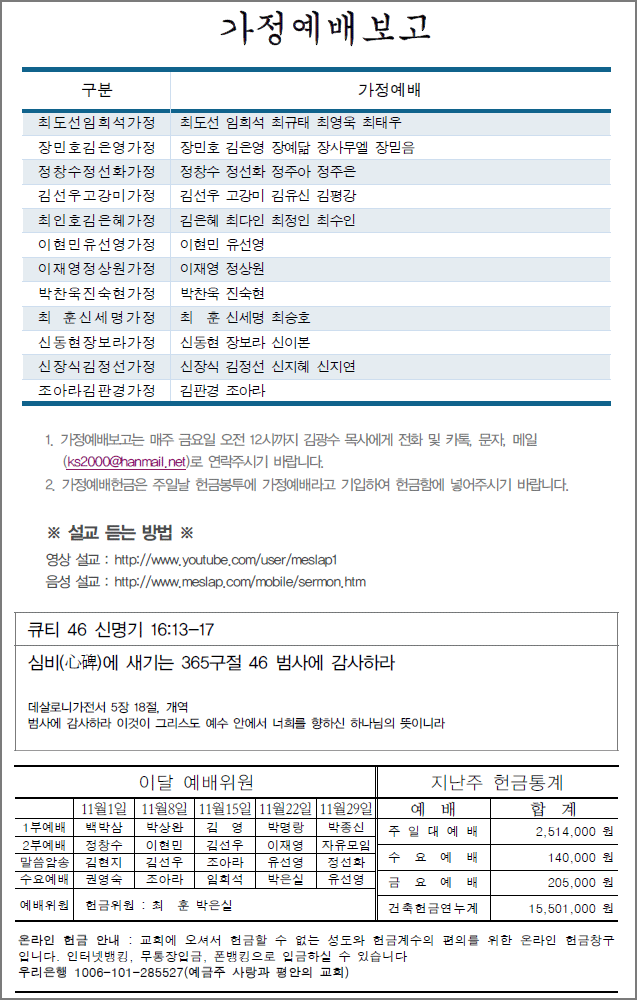 가정예배보고
구분 가정예배
최도선임희석가정 최도선 임희석 최규태 최영욱 최태우
장민호김은영가정 장민호 김은영 장예닮 장사무엘 장믿음
정창수정선화가정 정창수 정선화 정주아 정주은
김선우고강미가정 김선우 고강미 김유신 김평강
최인호김은혜가정 김은혜 최다인 최정인 최수인
이현민유선영가정 이현민 유선영
이재영정상원가정 이재영 정상원
박찬욱진숙현가정 박찬욱 진숙현
최 훈신세명가정 최 훈 신세명 최승호
신동현장보라가정 신동현 장보라 신이본
신장식김정선가정 신장식 김정선 신지혜 신지연
조아라김판경가정 김판경 조아라
1. 가정예배보고는 매주 금요일 오전 12시까지 김광수 목사에게 전화 및 카톡, 문자, 메일
(ks2000@hanmail.net)로 연락주시기 바랍니다.
2. 가정예배헌금은 주일날 헌금봉투에 가정예배라고 기입하여 헌금함에 넣어주시기 바랍니다.
※ 설교 듣는 방법 ※
영상 설교 : http://www.youtube.com/user/meslap1
음성 설교 : http://www.meslap.com/mobile/sermon.htm
큐티 46 신명기 16:13-17
심비(心碑)에 새기는 365구절 46 범사에 감사하라
데살로니가전서 5장 18절, 개역
범사에 감사하라 이것이 그리스도 예수 안에서 너희를 향하신 하나님의 뜻이니라
이달 예배위원
11월1일 11월8일 11월15일 11월22일 11월29일
1부예배 백박삼 박상완 김 영 박명랑 박종신
2부예배 정창수 이현민 김선우 이재영 자유모임
말씀암송 김현지 김선우 조아라 유선영 정선화
수요예배 권영숙 조아라 임희석 박은실 유선영
예배위원 헌금위원 : 최 훈 박은실
지난주 헌금통계
예 배 합 계
주 일 대 예 배 2,514,000 원
수 요 예 배 140,000 원
금 요 예 배 205,000 원
건축헌금연누계 15,501,000 원
온라인 헌금 안내 : 교회에 오셔서 헌금할 수 없는 성도와 헌금계수의 편의를 위한 온라인 헌금창구
입니다. 인터넷뱅킹, 무통장입금, 폰뱅킹으로 입금하실 수 있습니다
우리은행 1006-101-285527(예금주 사랑과 평안의 교회)